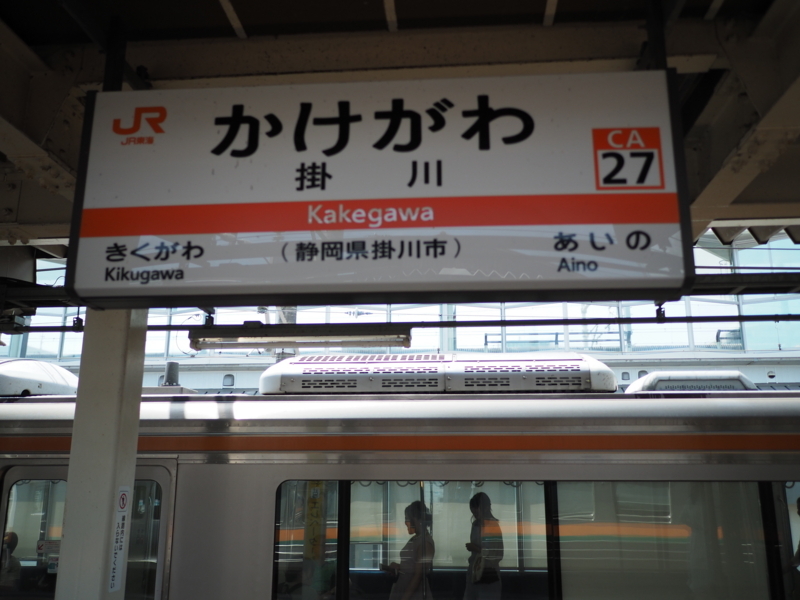 JR
JR東海
かけがわ
掛川
CA
27
Kakegawa
きくがわ
(静岡県掛川市)
あいの
Kikugawa
Aino